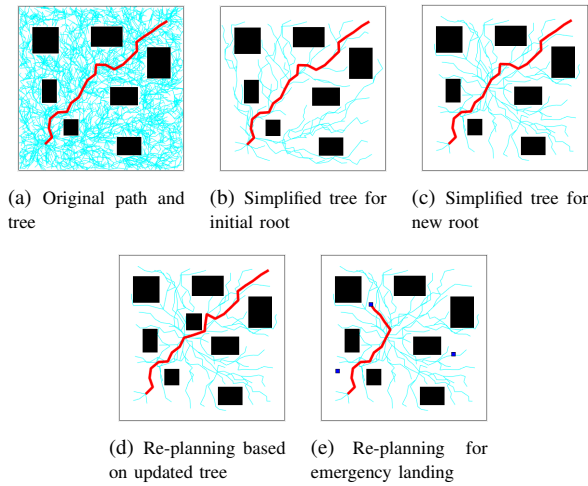 (a) Original path and
tree
(b) Simplified tree for
initial root
(c) Simplified tree for
new root
(d) Re-planning based
on updated tree
(e) Re-planning for
emergency landing